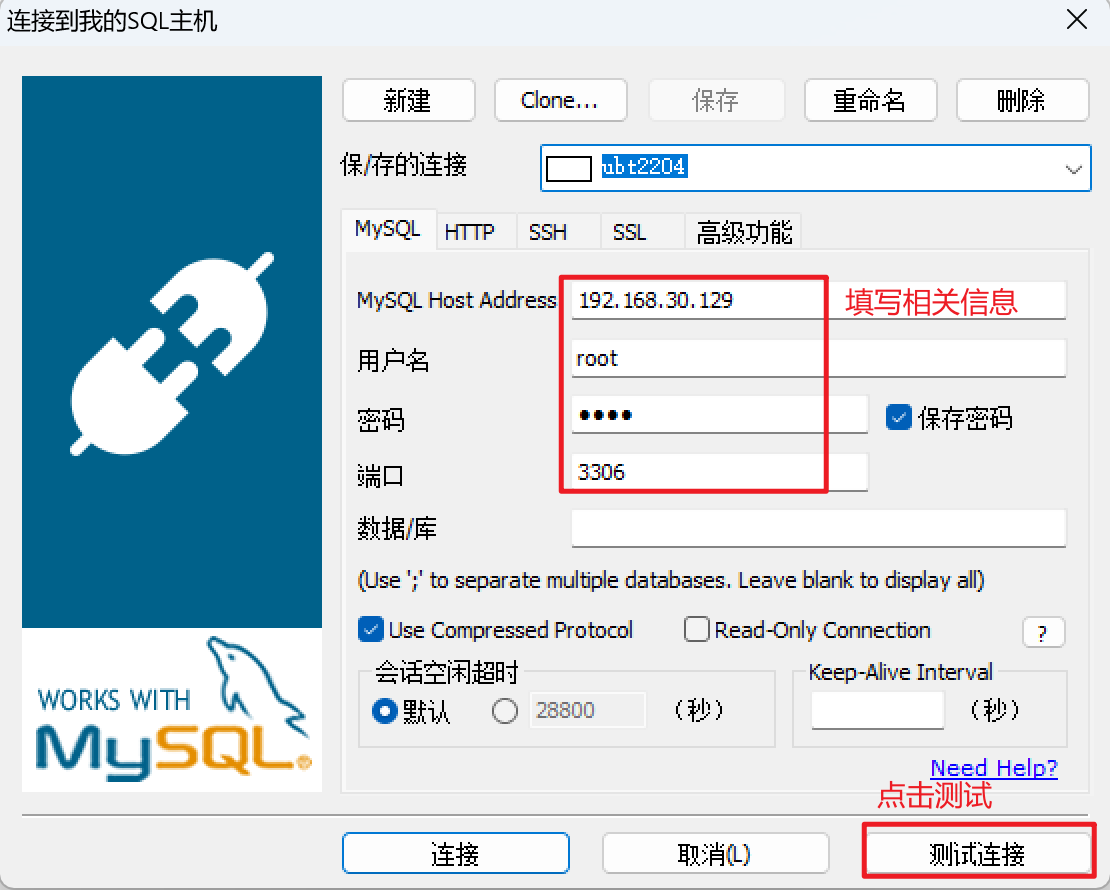 连接到我的SQL主机
新建 Clone... 保存 重命名 删除
保/存的连接 ubt2204
MySQL HTTP SSH SSL 高级功能
MySQL Host Address 192.168.30.129 填写相关信息
用户名 root
密码 •••• 保存密码
端口 3306
数据/库
(Use ';' to separate multiple databases. Leave blank to display all)
Use Compressed Protocol Read-Only Connection ?
会话空闲超时 Keep-Alive Interval
默认 28800 (秒) (秒)
WORKS WITH
MySQL®
Need Help?
点击测试
连接 取消(L) 测试连接